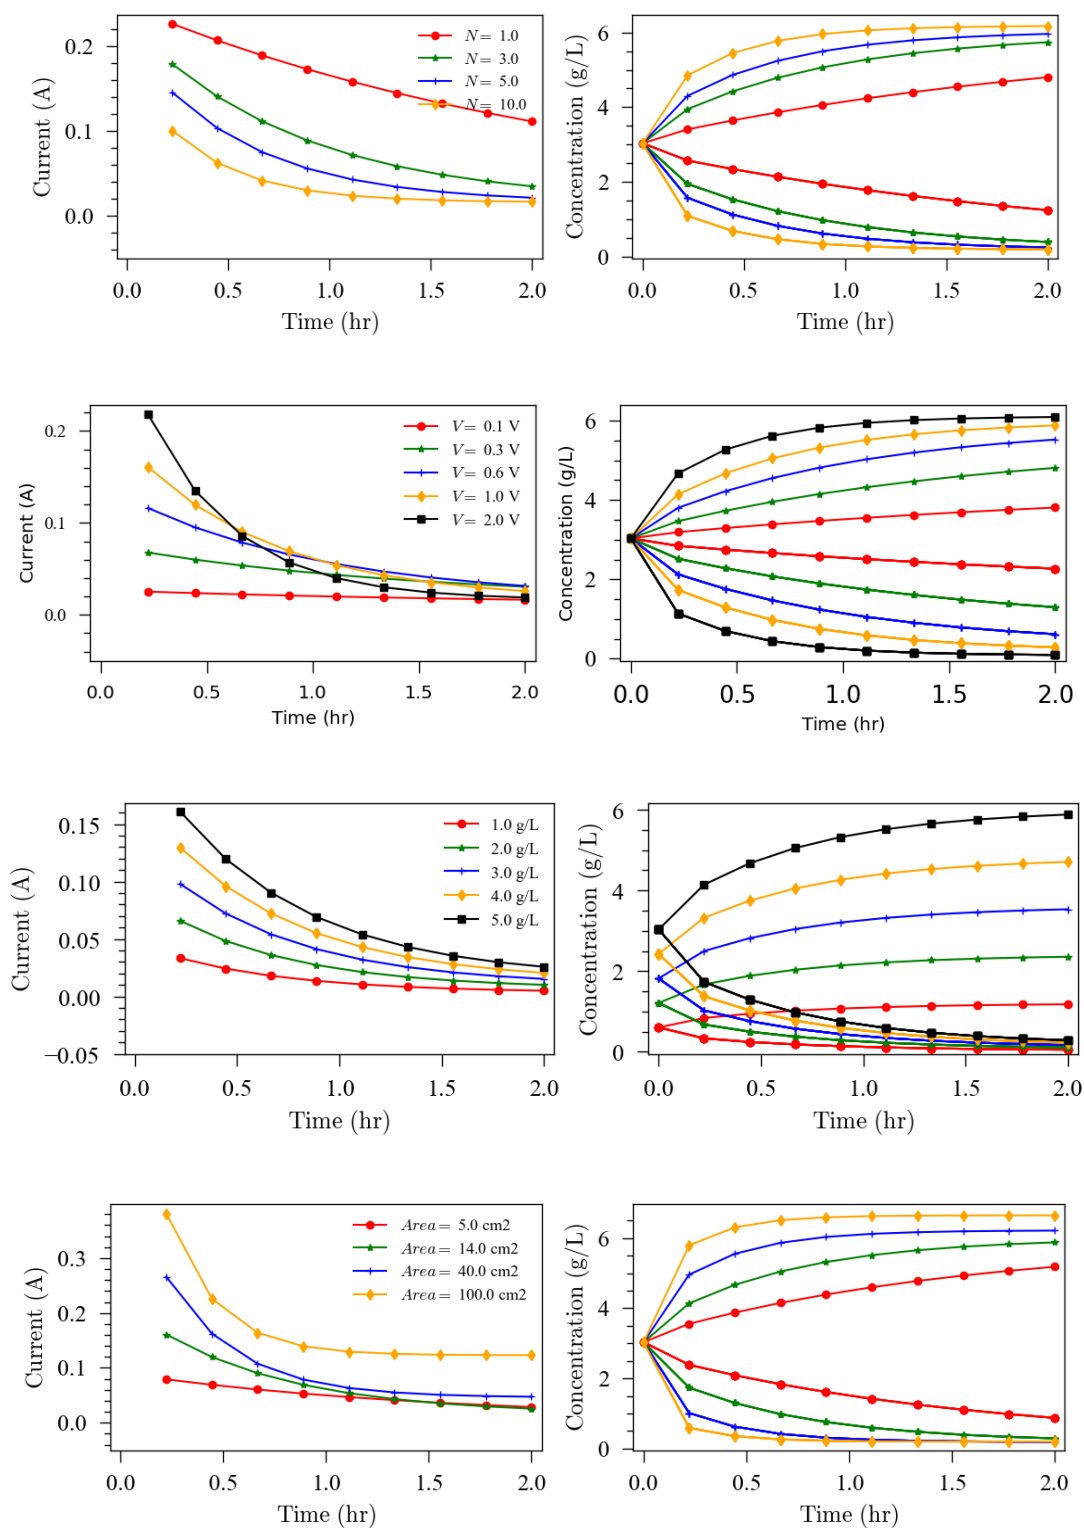 0.2
0.1
0.0
Current (A)
N = 1.0
N = 3.0
N = 5.0
N = 10.0
0.0 0.5 1.0 1.5 2.0
Time (hr)
6
4
2
0
Concentration (g/L)
0.0 0.5 1.0 1.5 2.0
Time (hr)
0.2
0.1
0.0
Current (A)
V = 0.1 V
V = 0.3 V
V = 0.6 V
V = 1.0 V
V = 2.0 V
0.0 0.5 1.0 1.5 2.0
Time (hr)
6
4
2
0
Concentration (g/L)
0.0 0.5 1.0 1.5 2.0
Time (hr)
0.15
0.10
0.05
0.00
−0.05
Current (A)
1.0 g/L
2.0 g/L
3.0 g/L
4.0 g/L
5.0 g/L
0.0 0.5 1.0 1.5 2.0
Time (hr)
6
4
2
0
Concentration (g/L)
0.0 0.5 1.0 1.5 2.0
Time (hr)
0.3
0.2
0.1
0.0
Current (A)
Area = 5.0 cm2
Area = 14.0 cm2
Area = 40.0 cm2
Area = 100.0 cm2
0.0 0.5 1.0 1.5 2.0
Time (hr)
6
4
2
0
Concentration (g/L)
0.0 0.5 1.0 1.5 2.0
Time (hr)